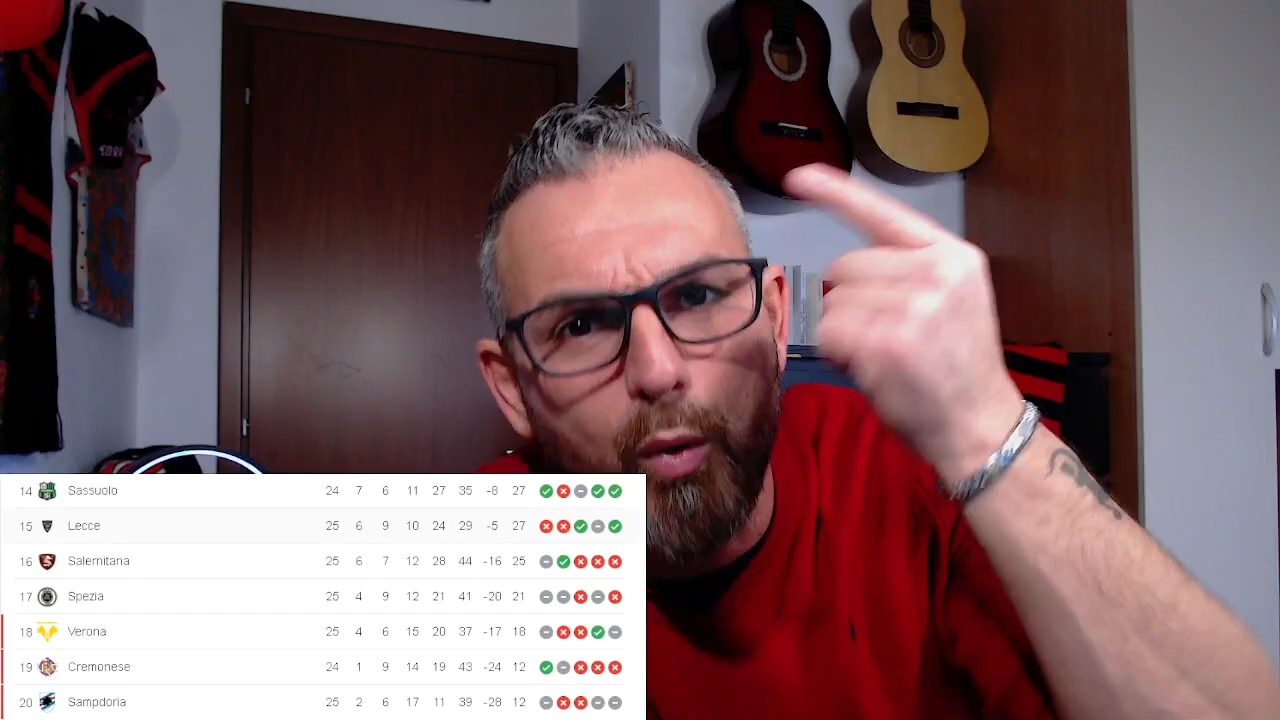 14 Sassuolo 24 7 6 11 27 35 -8 27
15 Lecce 25 6 9 10 24 29 -5 27
16 Salernitana 25 6 7 12 28 44 -16 25
17 Spezia 25 4 9 12 21 41 -20 21
18 Verona 25 4 6 15 20 37 -17 18
19 Cremonese 24 1 9 14 19 43 -24 12
20 Sampdoria 25 2 6 17 11 39 -28 12